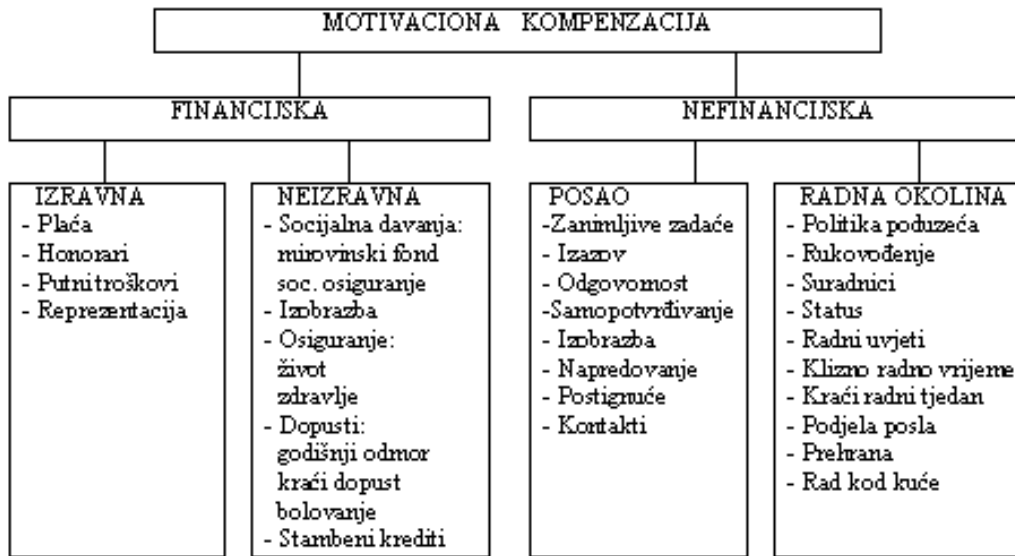 MOTIVACIONA KOMPENZACIJA
FINANCIJSKA
NEFINANCIJSKA
IZRAVNA
- Plaća
- Honorari
- Putni troškovi
- Reprezentacija
NEIZRAVNA
- Socijalna davanja:
mirovinski fond
soc. osiguranje
- Izobrazba
- Osiguranje:
život
zdravlje
- Dopusti:
godišnji odmor
kraći dopust
bolovanje
- Stambeni krediti
POSAO
-Zanimljive zadaće
- Izazov
- Odgovornost
-Samopotvrđivanje
- Izobrazba
- Napredovanje
- Postignuće
- Kontakti
RADNA OKOLINA
- Politika poduzeća
- Rukovođenje
- Suradnici
- Status
- Radni uvjeti
- Klizno radno vrijeme
- Kraći radni tjedan
- Podjela posla
- Prehrana
- Rad kod kuće